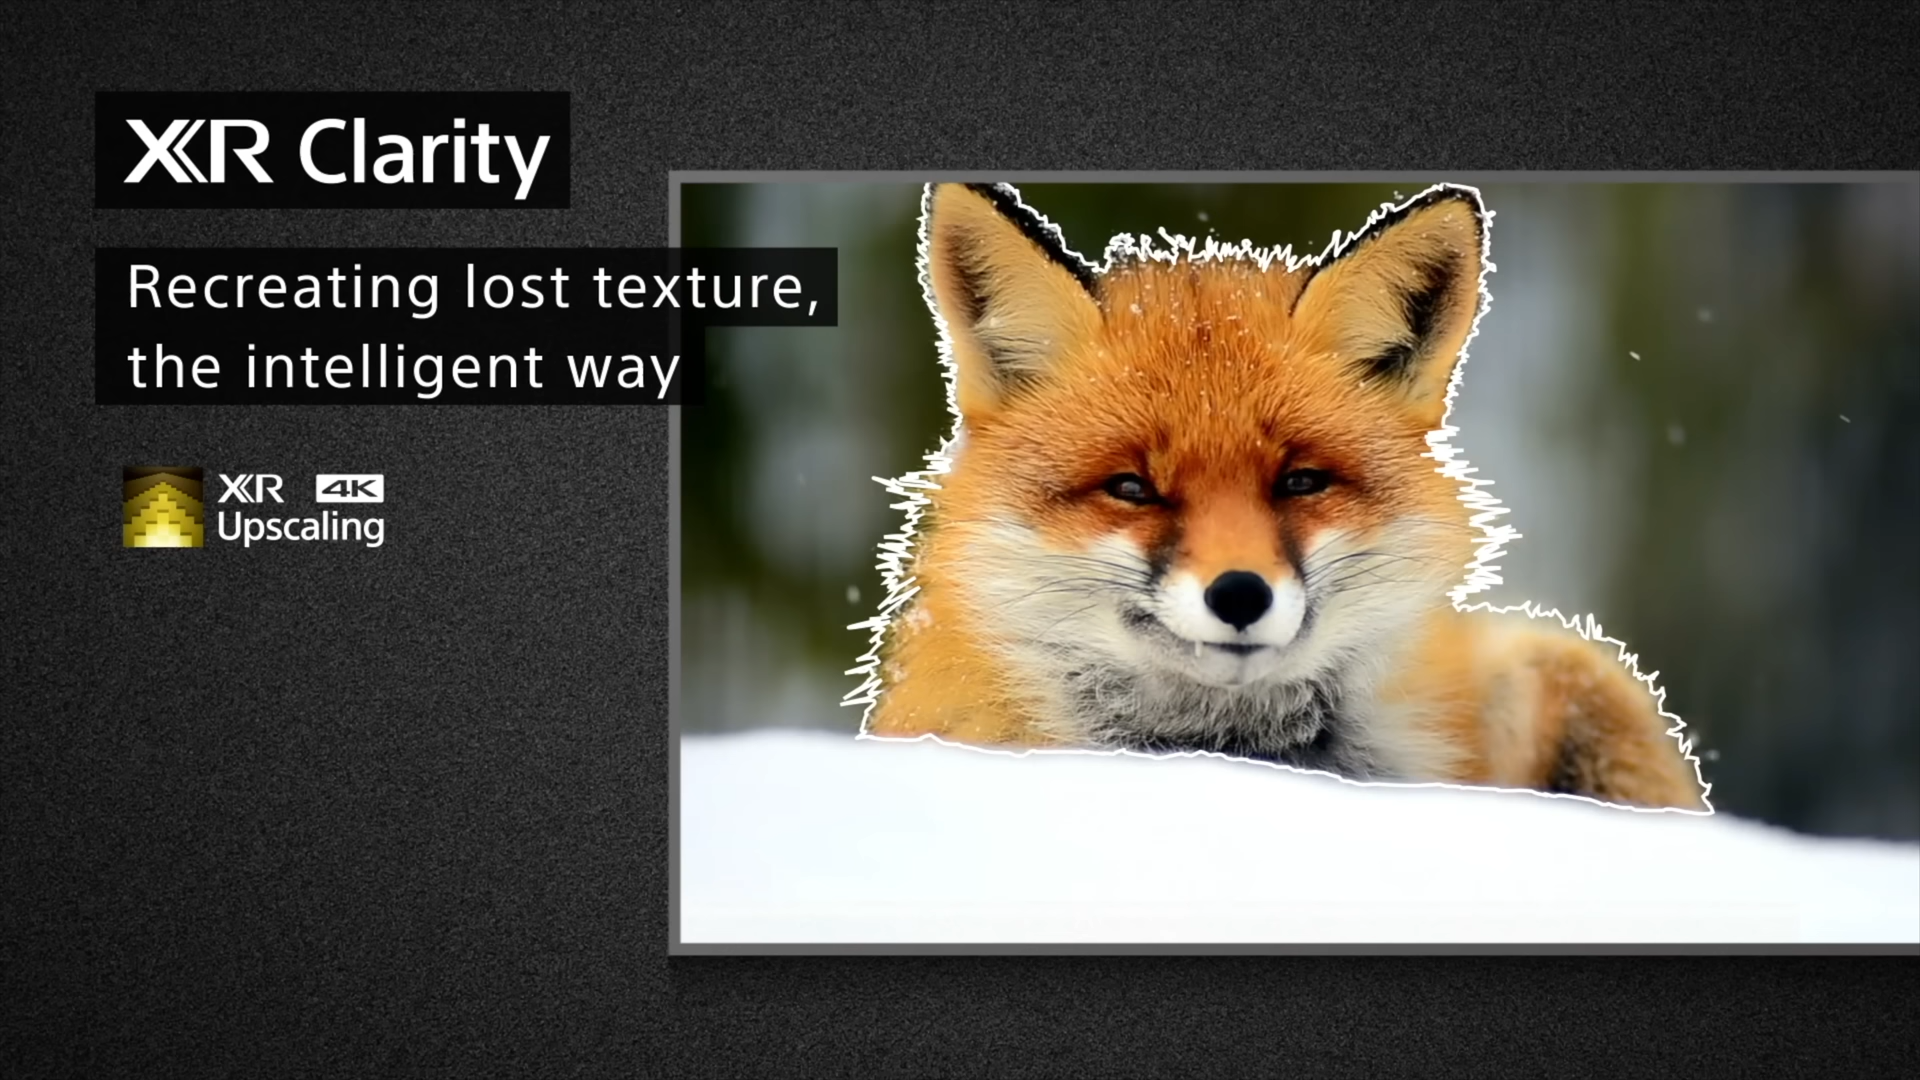 XR Clarity
Recreating lost texture,
the intelligent way
XR 4K
Upscaling